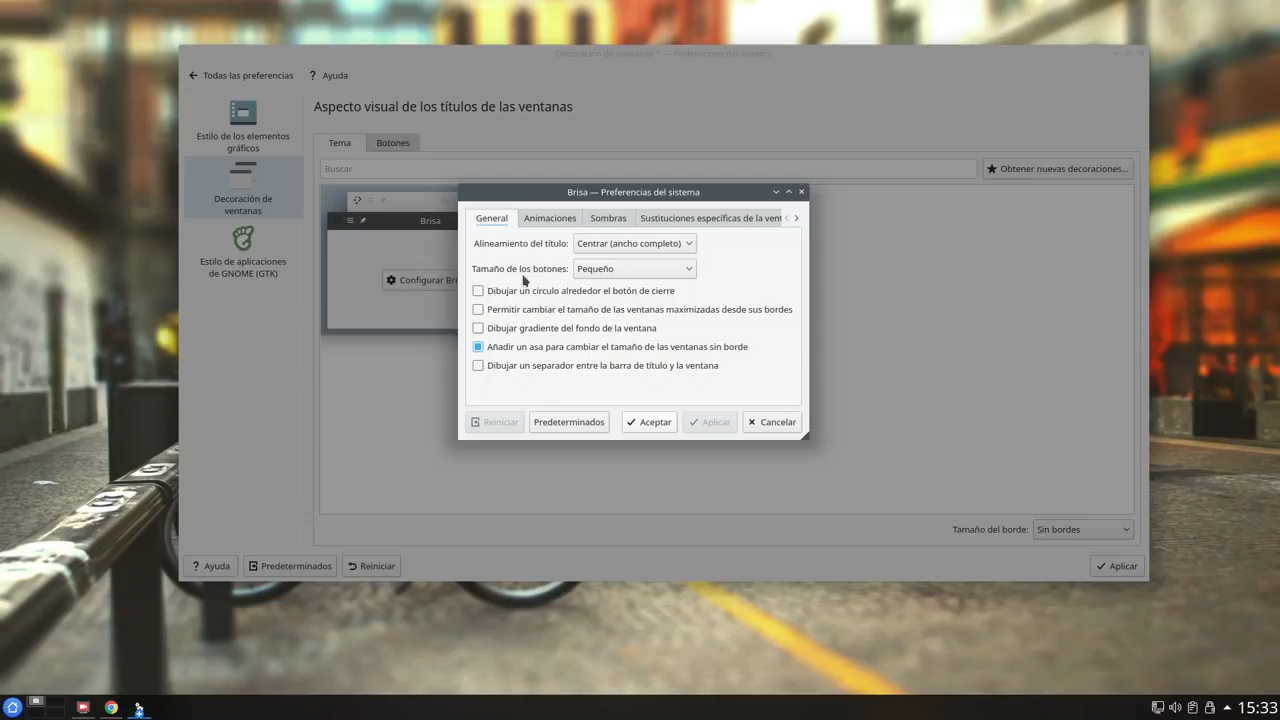 Decoración de ventanas * — Preferencias del sistema
Todas las preferencias
? Ayuda
Estilo de los elementos
gráficos
Decoración de
ventanas
Estilo de aplicaciones
de GNOME (GTK)
Aspecto visual de los títulos de las ventanas
Tema
Botones
Buscar
Obtener nuevas decoraciones...
Brisa
Configurar Bri
Brisa — Preferencias del sistema
General
Animaciones
Sombras
Sustituciones específicas de la vent
Alineamiento del título:
Centrar (ancho completo)
Tamaño de los botones:
Pequeño
Dibujar un círculo alrededor el botón de cierre
Permitir cambiar el tamaño de las ventanas maximizadas desde sus bordes
Dibujar gradiente del fondo de la ventana
Añadir un asa para cambiar el tamaño de las ventanas sin borde
Dibujar un separador entre la barra de título y la ventana
Reiniciar
Predeterminados
Aceptar
Aplicar
Cancelar
Tamaño del borde:
Sin bordes
? Ayuda
Predeterminados
Reiniciar
Aplicar
15:33